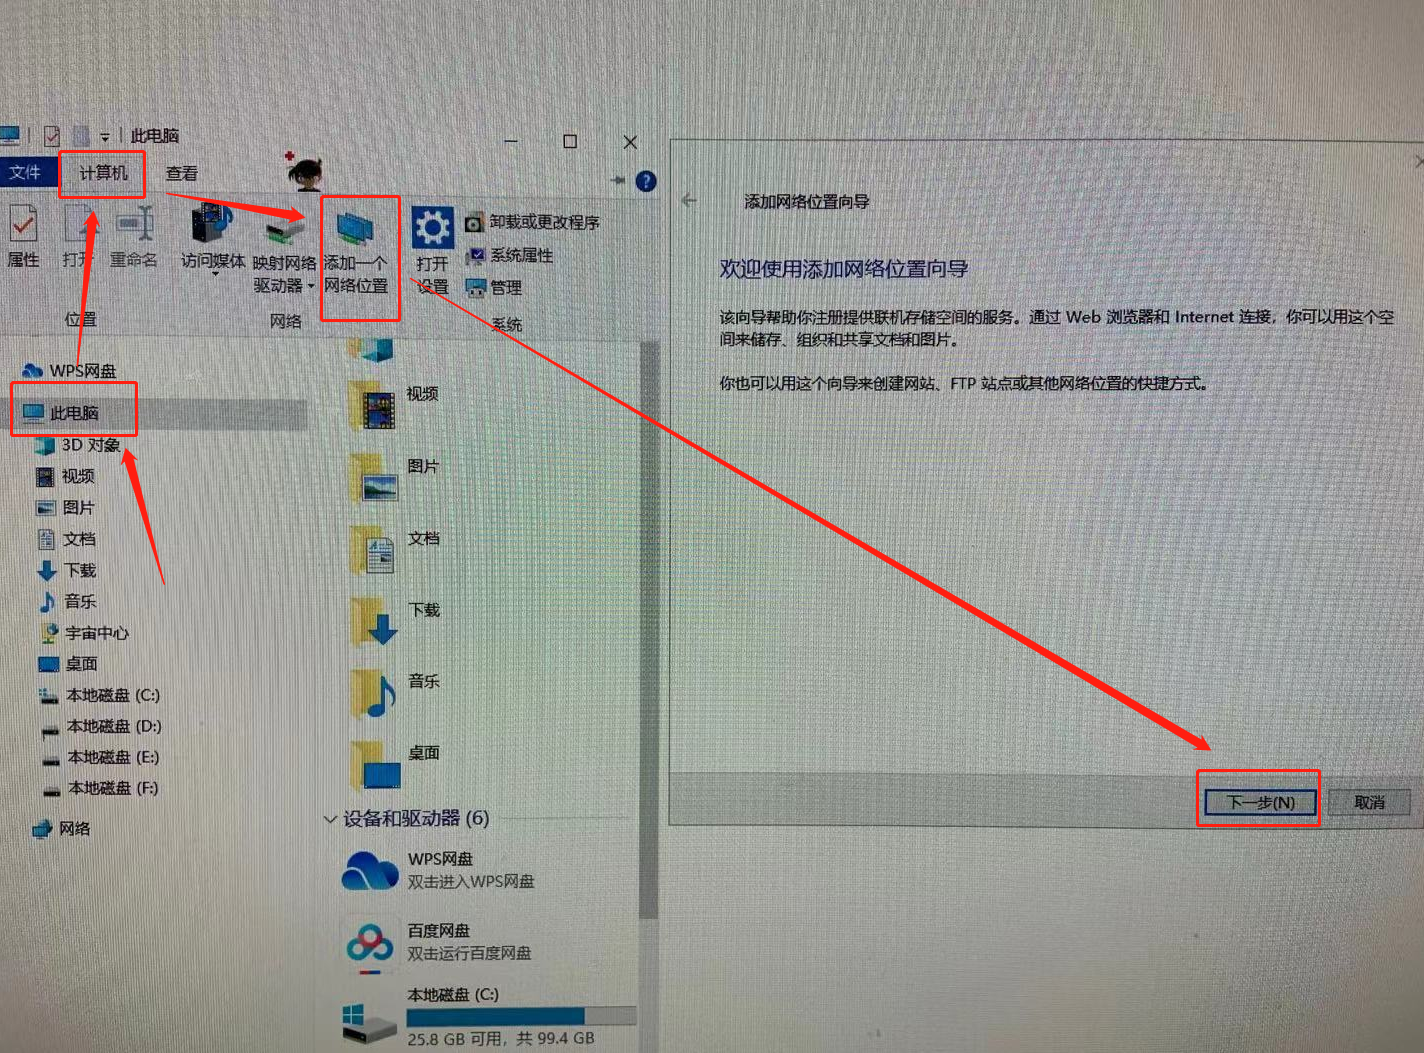 此电脑
文件
计算机
查看
属性
打开
重命名
访问媒体
映射网络
驱动器
添加一个
网络位置
打开
设置
卸载或更改程序
系统属性
管理
位置
网络
系统
WPS网盘
此电脑
3D 对象
视频
图片
文档
下载
音乐
宇宙中心
桌面
本地磁盘 (C:)
本地磁盘 (D:)
本地磁盘 (E:)
本地磁盘 (F:)
网络
视频
图片
文档
下载
音乐
桌面
设备和驱动器 (6)
WPS网盘
双击进入WPS网盘
百度网盘
双击运行百度网盘
本地磁盘 (C:)
25.8 GB 可用，共 99.4 GB
添加网络位置向导
欢迎使用添加网络位置向导
该向导帮助你注册提供联机存储空间的服务。通过 Web 浏览器和 Internet 连接，你可以用这个空
间来储存、组织和共享文档和图片。
你也可以用这个向导来创建网站、FTP 站点或其他网络位置的快捷方式。
下一步(N)
取消